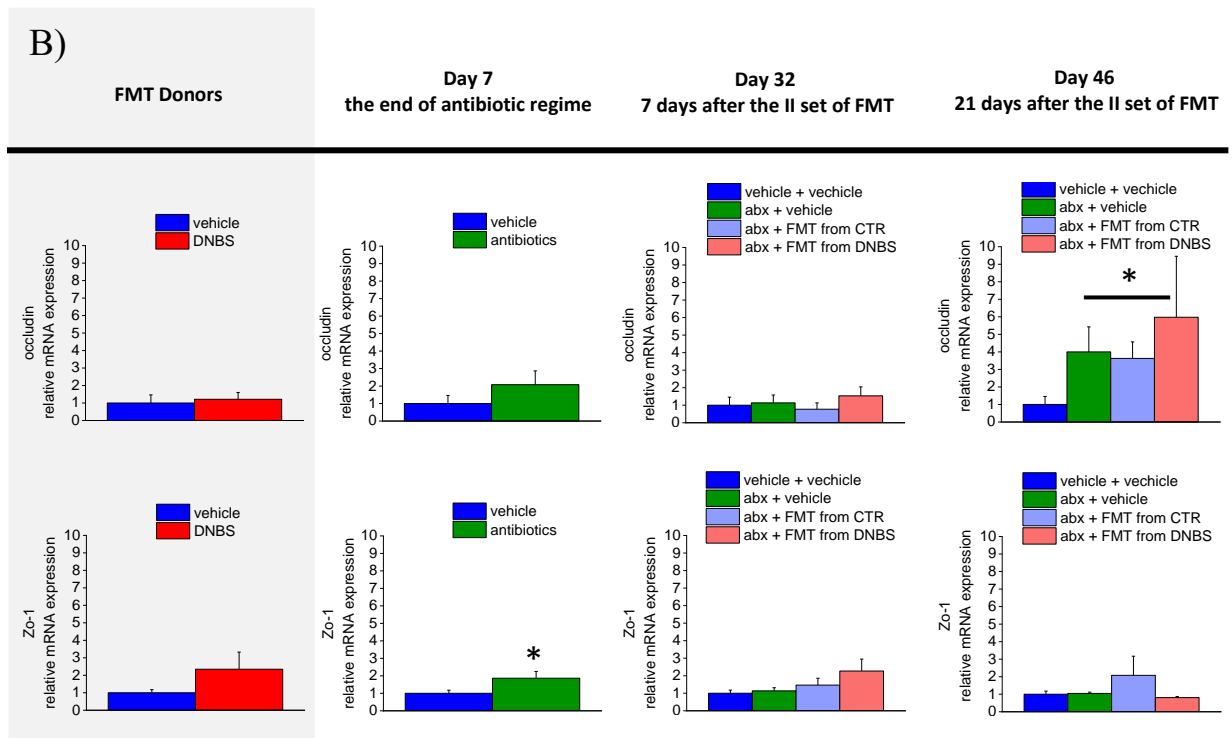 B)
FMT Donors
Day 7
the end of antibiotic regime
Day 32
7 days after the II set of FMT
Day 46
21 days after the II set of FMT
vehicle
DNBS
occludin
relative mRNA expression
10
9
8
7
6
5
4
3
2
1
0
vehicle
antibiotics
occludin
relative mRNA expression
10
9
8
7
6
5
4
3
2
1
0
vehicle + vechicle
abx + vehicle
abx + FMT from CTR
abx + FMT from DNBS
occludin
relative mRNA expression
10
9
8
7
6
5
4
3
2
1
0
vehicle + vechicle
abx + vehicle
abx + FMT from CTR
abx + FMT from DNBS
*
occludin
relative mRNA expression
10
9
8
7
6
5
4
3
2
1
0
vehicle
DNBS
Zo-1
relative mRNA expression
10
9
8
7
6
5
4
3
2
1
0
vehicle
antibiotics
*
Zo-1
relative mRNA expression
10
9
8
7
6
5
4
3
2
1
0
vehicle + vechicle
abx + vehicle
abx + FMT from CTR
abx + FMT from DNBS
Zo-1
relative mRNA expression
10
9
8
7
6
5
4
3
2
1
0
vehicle + vechicle
abx + vehicle
abx + FMT from CTR
abx + FMT from DNBS
Zo-1
relative mRNA expression
10
9
8
7
6
5
4
3
2
1
0